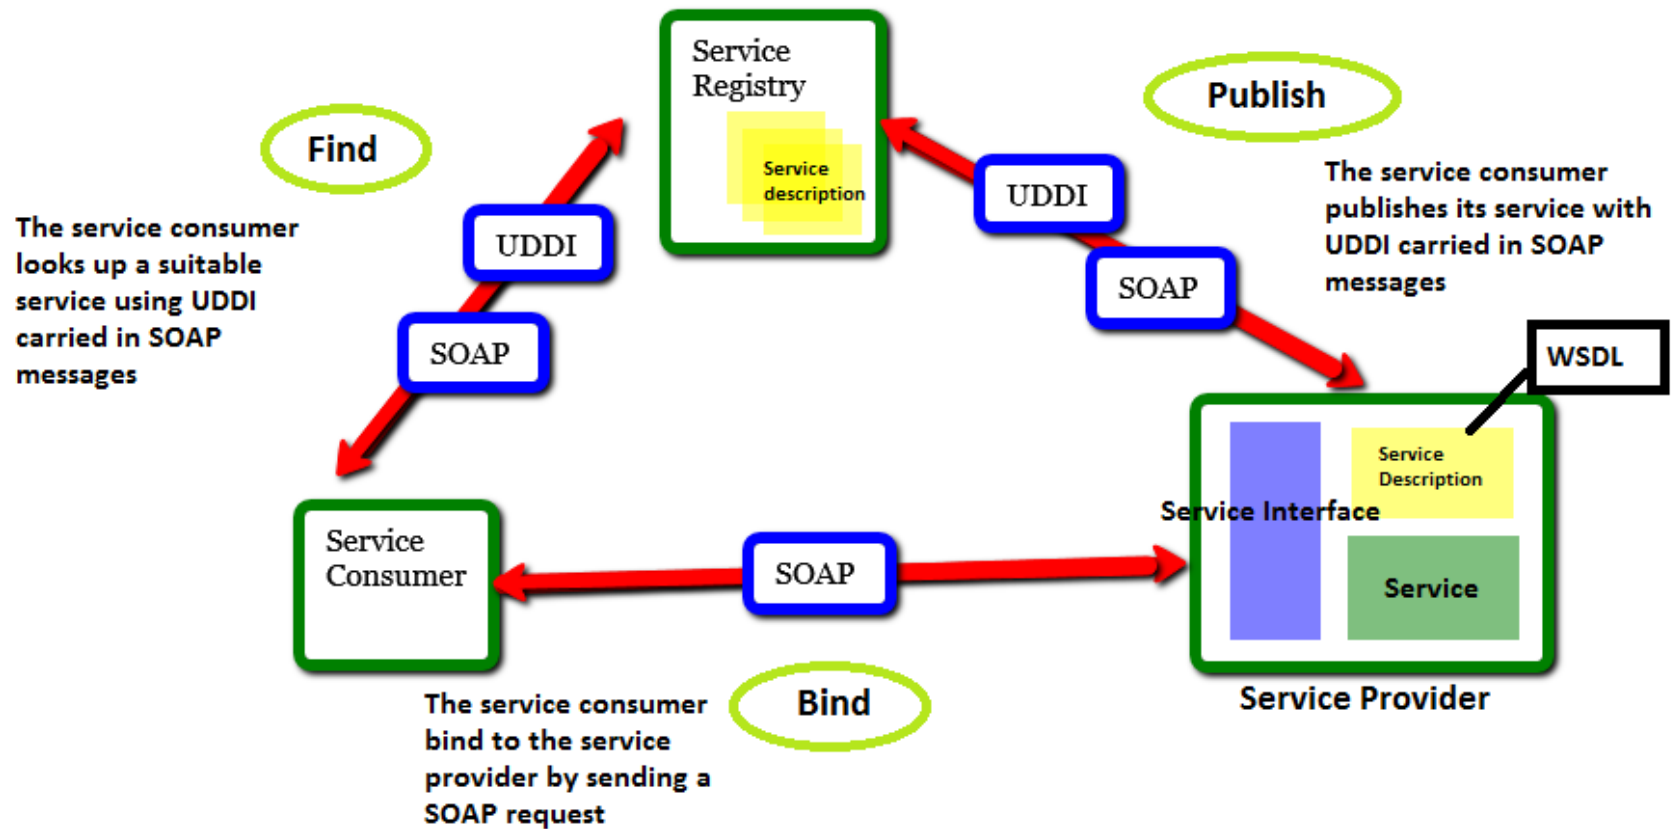 Service
Registry
Service
description
Publish
Find
UDDI
SOAP
The service consumer
publishes its service with
UDDI carried in SOAP
messages
The service consumer
looks up a suitable
service using UDDI
carried in SOAP
messages
UDDI
SOAP
WSDL
Service
Description
Service Interface
Service
Service Provider
Service
Consumer
SOAP
Bind
The service consumer
bind to the service
provider by sending a
SOAP request